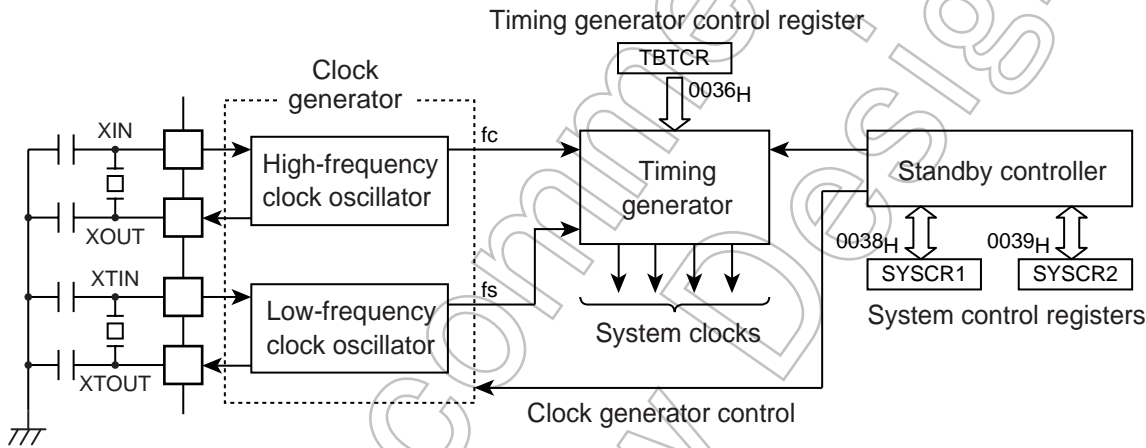 Timing generator control register
TBTCR
0036H
Clock
generator
XIN
High-frequency
clock oscillator
fc
Timing
generator
Standby controller
XOUT
0038H
0039H
SYSCR1
SYSCR2
XTIN
Low-frequency
clock oscillator
fs
System clocks
System control registers
XTOUT
Clock generator control